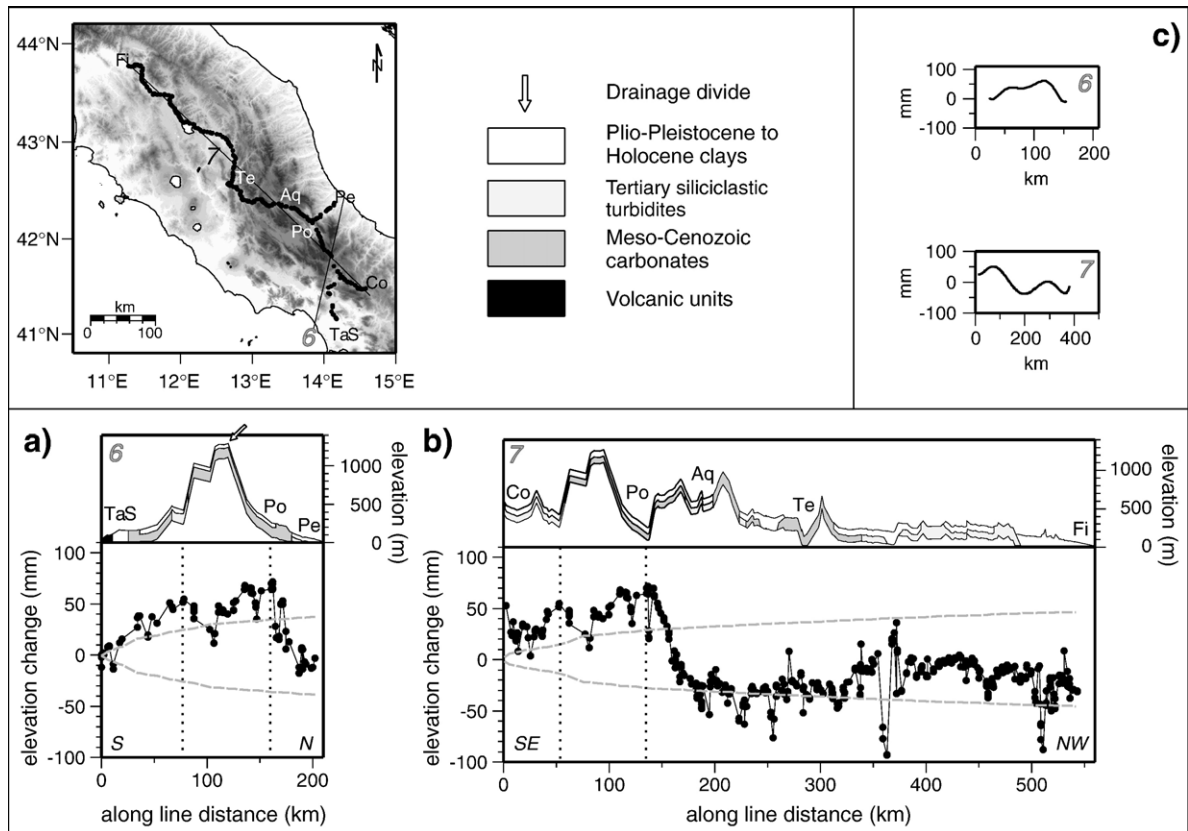 44°N
43°N
42°N
41°N
11°E
12°E
13°E
14°E
15°E
Fi
N
7
Te
Aq
Pe
Po
Co
6
TaS
km
0 100
Drainage divide
Plio-Pleistocene to
Holocene clays
Tertiary siliciclastic
turbidites
Meso-Cenozoic
carbonates
Volcanic units
c)
6
mm
100
0
-100
0 100 200
km
7
mm
100
0
-100
0 200 400
km
a)
6
TaS
Po
Pe
1000
500
0
elevation (m)
elevation change (mm)
100
50
0
-50
-100
S
N
0 100 200
along line distance (km)
b)
7
Co
Po
Aq
Te
Fi
1000
500
0
elevation (m)
elevation change (mm)
100
50
0
-50
-100
SE
NW
0 50 100 150 200 250 300 350 400 450 500
along line distance (km)